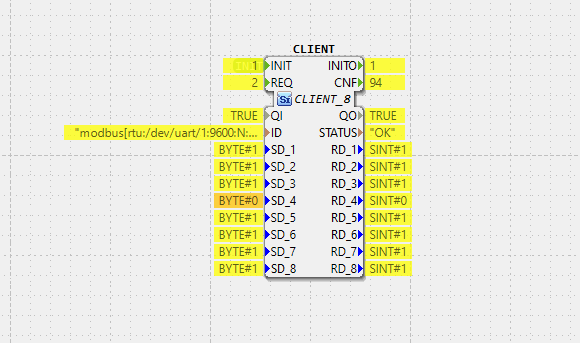 CLIENT
1 INIT INITO 1
2 REQ CNF 94
CLIENT_8
TRUE QI QO TRUE
"modbus[rtu:/dev/uart/1:9600:N:... ID STATUS "OK"
BYTE#1 SD_1 RD_1 SINT#1
BYTE#1 SD_2 RD_2 SINT#1
BYTE#1 SD_3 RD_3 SINT#1
BYTE#0 SD_4 RD_4 SINT#0
BYTE#1 SD_5 RD_5 SINT#1
BYTE#1 SD_6 RD_6 SINT#1
BYTE#1 SD_7 RD_7 SINT#1
BYTE#1 SD_8 RD_8 SINT#1